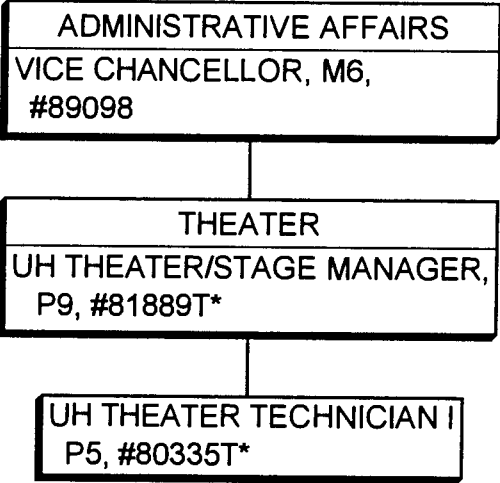 ADMINISTRATIVE AFFAIRS
VICE CHANCELLOR, M6,
#89098
THEATER
UH THEATER/STAGE MANAGER,
P9, #81889T*
UH THEATER TECHNICIAN I
P5, #80335T*